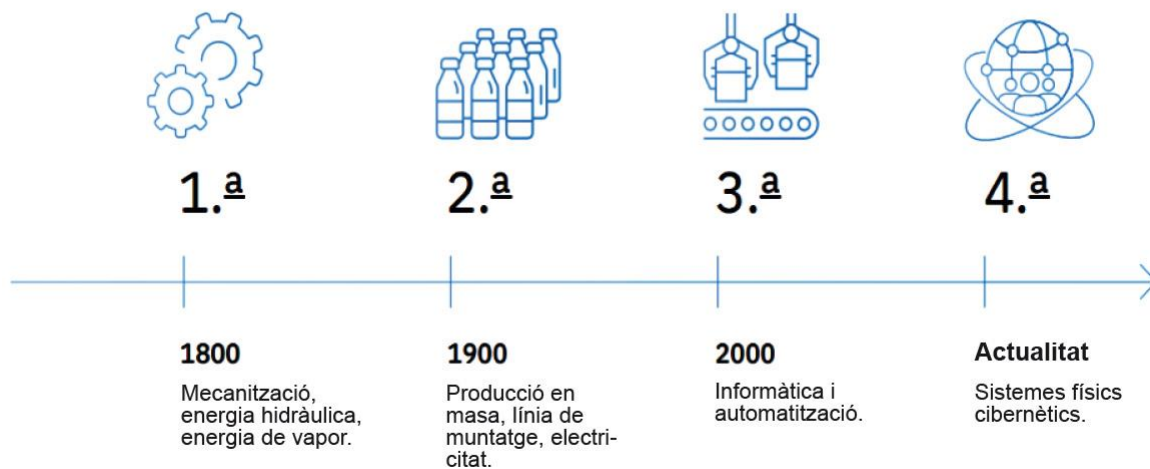 1.ª
2.ª
3.ª
4.ª
1800
Mecanització,
energia hidràulica,
energia de vapor.
1900
Producció en
masa, línia de
muntatge, electri-
citat.
2000
Informàtica i
automatització.
Actualitat
Sistemes físics
cibernètics.